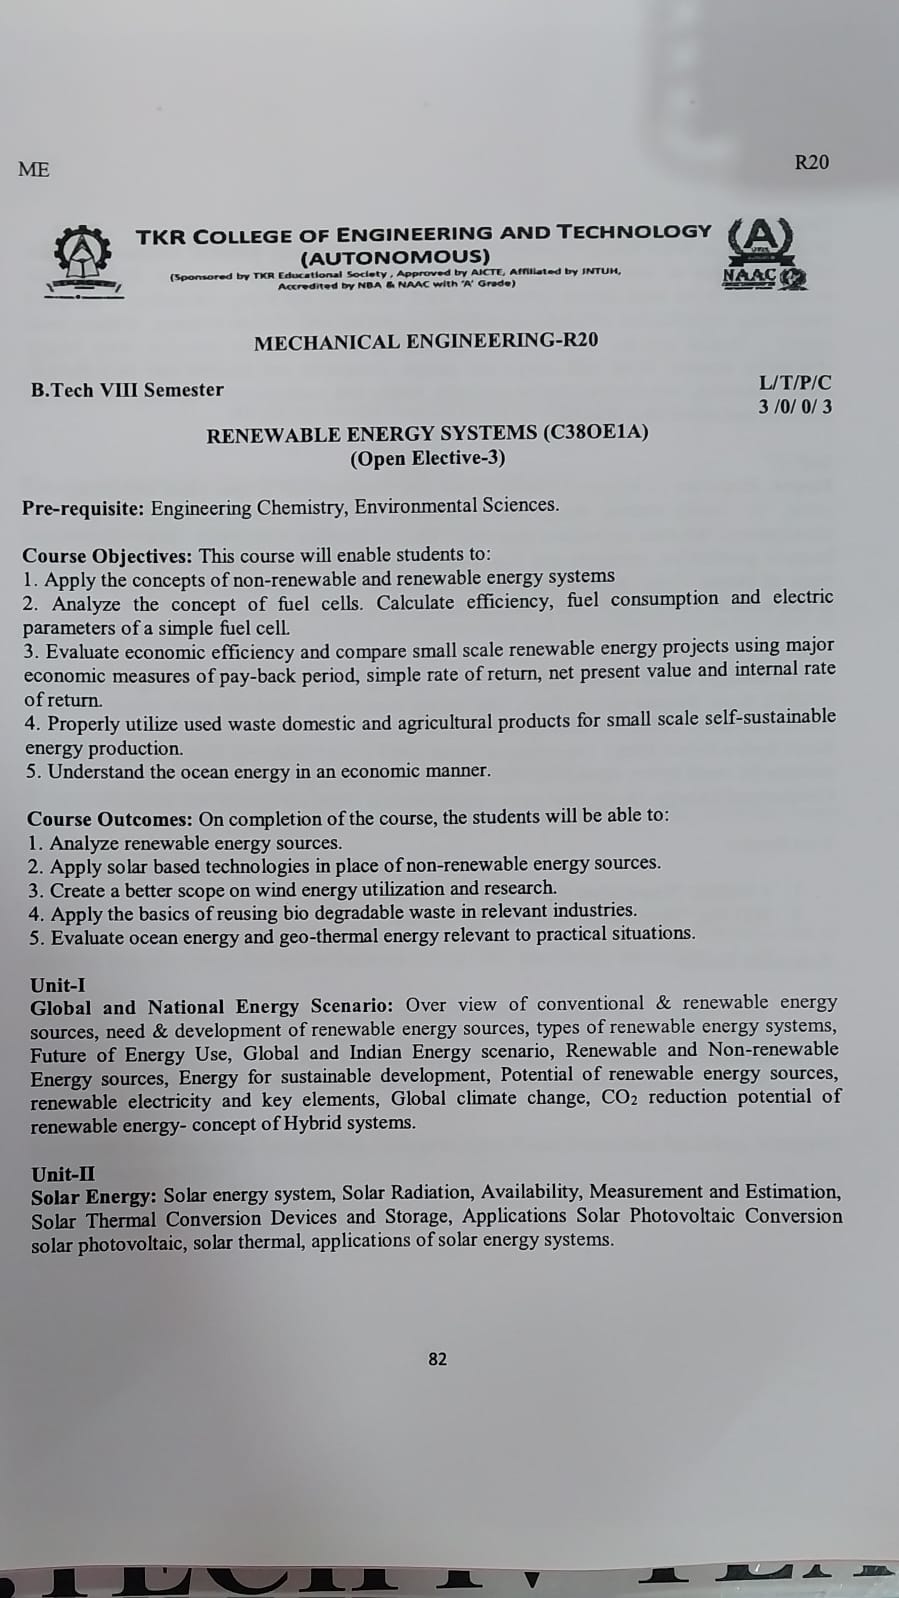 ME
R20
TKR COLLEGE OF ENGINEERING AND TECHNOLOGY
(AUTONOMOUS)
(Sponsored by TKR Educational Society , Approved by AICTE, Affiliated by JNTUH,
Accredited by NBA & NAAC with 'A' Grade)
NAAC
MECHANICAL ENGINEERING-R20
B.Tech VIII Semester
L/T/P/C
3 /0/ 0/ 3
RENEWABLE ENERGY SYSTEMS (C38OE1A)
(Open Elective-3)
Pre-requisite: Engineering Chemistry, Environmental Sciences.
Course Objectives: This course will enable students to:
1. Apply the concepts of non-renewable and renewable energy systems
2. Analyze the concept of fuel cells. Calculate efficiency, fuel consumption and electric
parameters of a simple fuel cell.
3. Evaluate economic efficiency and compare small scale renewable energy projects using major
economic measures of pay-back period, simple rate of return, net present value and internal rate
of return.
4. Properly utilize used waste domestic and agricultural products for small scale self-sustainable
energy production.
5. Understand the ocean energy in an economic manner.
Course Outcomes: On completion of the course, the students will be able to:
1. Analyze renewable energy sources.
2. Apply solar based technologies in place of non-renewable energy sources.
3. Create a better scope on wind energy utilization and research.
4. Apply the basics of reusing bio degradable waste in relevant industries.
5. Evaluate ocean energy and geo-thermal energy relevant to practical situations.
Unit-I
Global and National Energy Scenario: Over view of conventional & renewable energy
sources, need & development of renewable energy sources, types of renewable energy systems,
Future of Energy Use, Global and Indian Energy scenario, Renewable and Non-renewable
Energy sources, Energy for sustainable development, Potential of renewable energy sources,
renewable electricity and key elements, Global climate change, CO2 reduction potential of
renewable energy- concept of Hybrid systems.
Unit-II
Solar Energy: Solar energy system, Solar Radiation, Availability, Measurement and Estimation,
Solar Thermal Conversion Devices and Storage, Applications Solar Photovoltaic Conversion
solar photovoltaic, solar thermal, applications of solar energy systems.
82